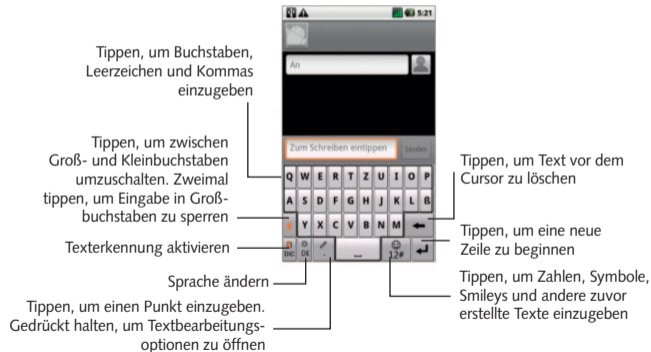 5:21
An
Tippen, um Buchstaben,
Leerzeichen und Kommas
einzugeben
Zum Schreiben eintippen Senden
Tippen, um zwischen
Groß- und Kleinbuchstaben
umzuschalten. Zweimal
tippen, um Eingabe in Groß-
buchstaben zu sperren
Q W E R T Z U I O P
A S D F G H J K L ß
Y X C V B N M
DIC DE . 12#
Texterkennung aktivieren
Sprache ändern
Tippen, um einen Punkt einzugeben.
Gedrückt halten, um Textbearbeitungs-
optionen zu öffnen
Tippen, um Text vor dem
Cursor zu löschen
Tippen, um eine neue
Zeile zu beginnen
Tippen, um Zahlen, Symbole,
Smileys und andere zuvor
erstellte Texte einzugeben